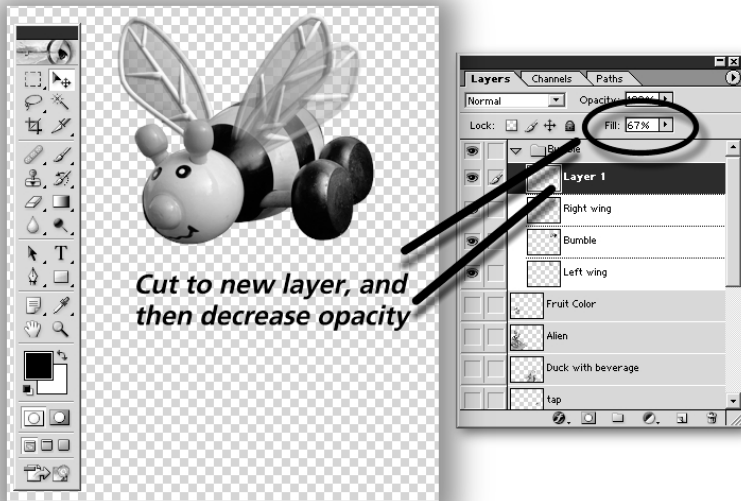 Layers Channels Paths
Normal Opacity: 100%
Lock: Fill: 67%
Layer 1
Right wing
Bumble
Left wing
Fruit Color
Alien
Duck with beverage
tap
Cut to new layer, and
then decrease opacity
T